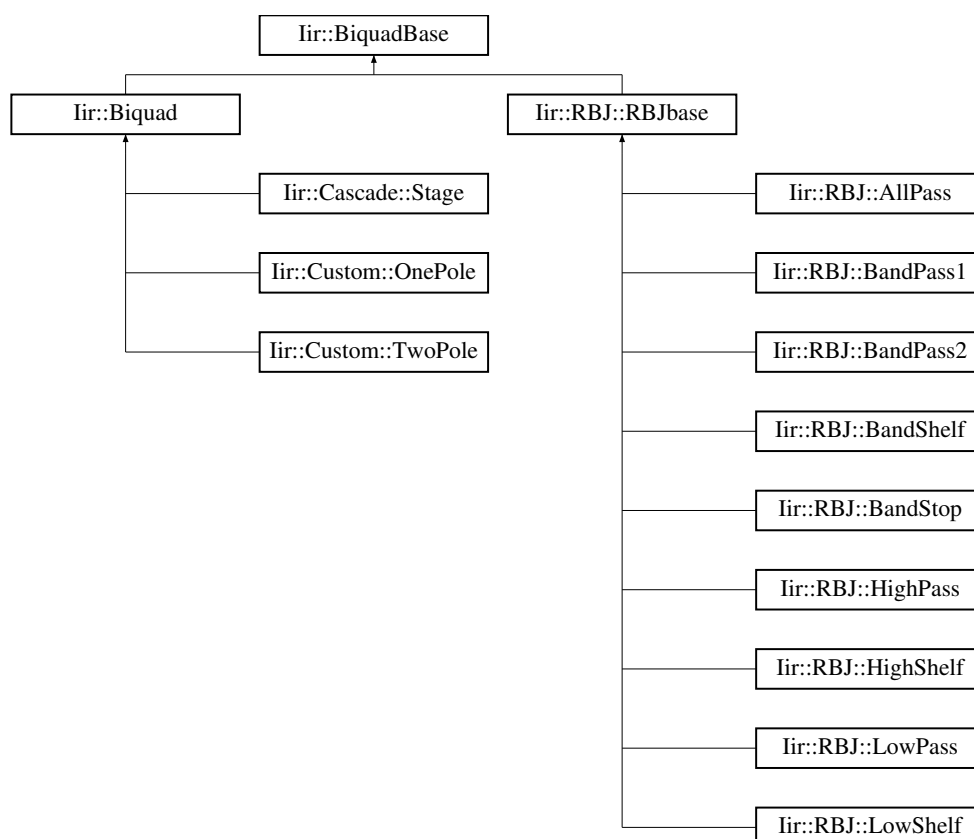 Iir::BiquadBase
Iir::Biquad
Iir::RBJ::RBJbase
Iir::Cascade::Stage
Iir::RBJ::AllPass
Iir::Custom::OnePole
Iir::RBJ::BandPass1
Iir::Custom::TwoPole
Iir::RBJ::BandPass2
Iir::RBJ::BandShelf
Iir::RBJ::BandStop
Iir::RBJ::HighPass
Iir::RBJ::HighShelf
Iir::RBJ::LowPass
Iir::RBJ::LowShelf